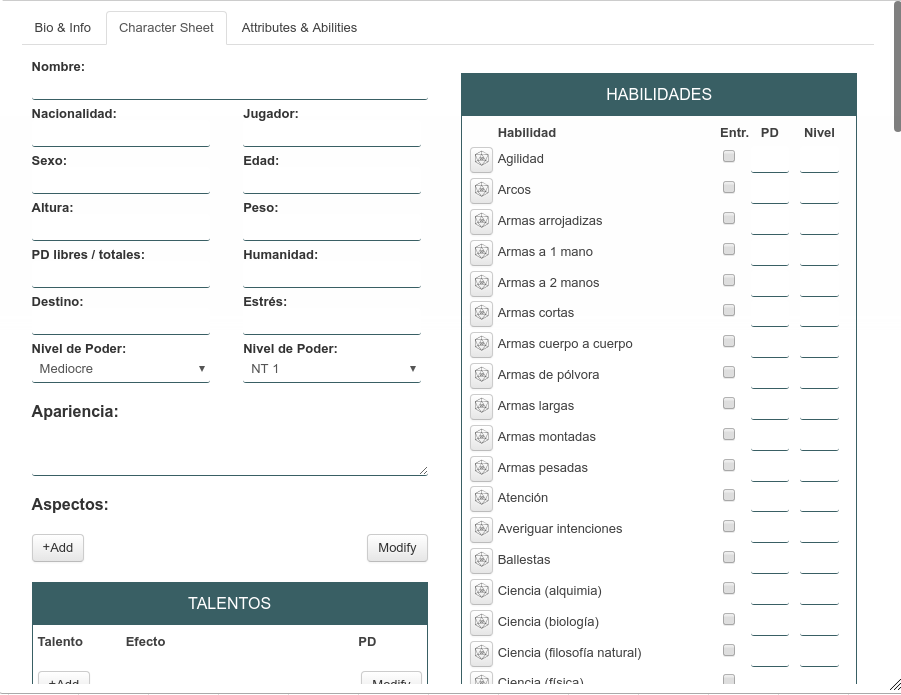 Bio & Info Character Sheet Attributes & Abilities
Nombre:
Nacionalidad: Jugador:
Sexo: Edad:
Altura: Peso:
PD libres / totales: Humanidad:
Destino: Estrés:
Nivel de Poder: Nivel de Poder:
Mediocre NT 1
Apariencia:
Aspectos:
+Add Modify
TALENTOS
Talento Efecto PD
+Add Modify
HABILIDADES
Habilidad Entr. PD Nivel
Agilidad
Arcos
Armas arrojadizas
Armas a 1 mano
Armas a 2 manos
Armas cortas
Armas cuerpo a cuerpo
Armas de pólvora
Armas largas
Armas montadas
Armas pesadas
Atención
Averiguar intenciones
Ballestas
Ciencia (alquimia)
Ciencia (biología)
Ciencia (filosofía natural)
Ciencia (física)